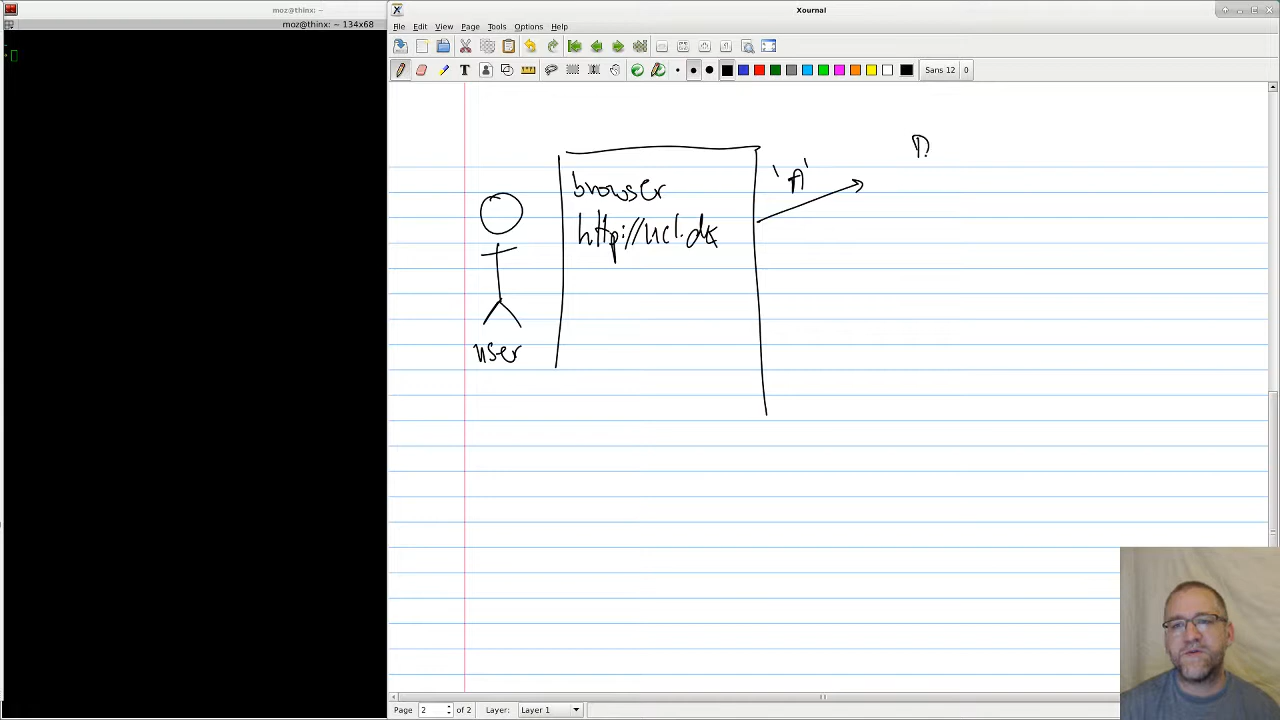 moz@thinx: ~
Xournal
moz@thinx: ~ 134x68
File Edit View Page Tools Options Help
Sans 12 0
'A'
browser
http://ucl.dk
user
Page 2 of 2 Layer: Layer 1